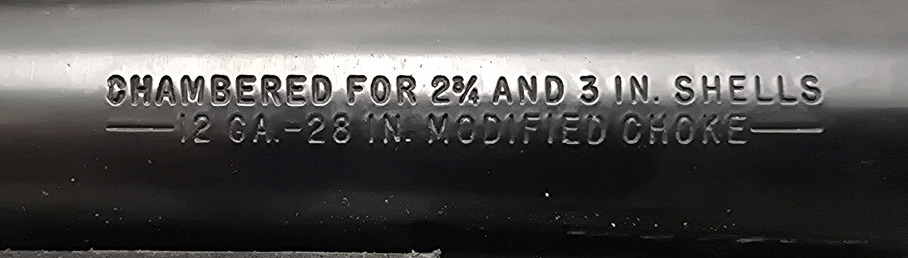 CHAMBERED FOR 2¾ AND 3 IN. SHELLS
12 GA.-28 IN. MODIFIED CHOKE